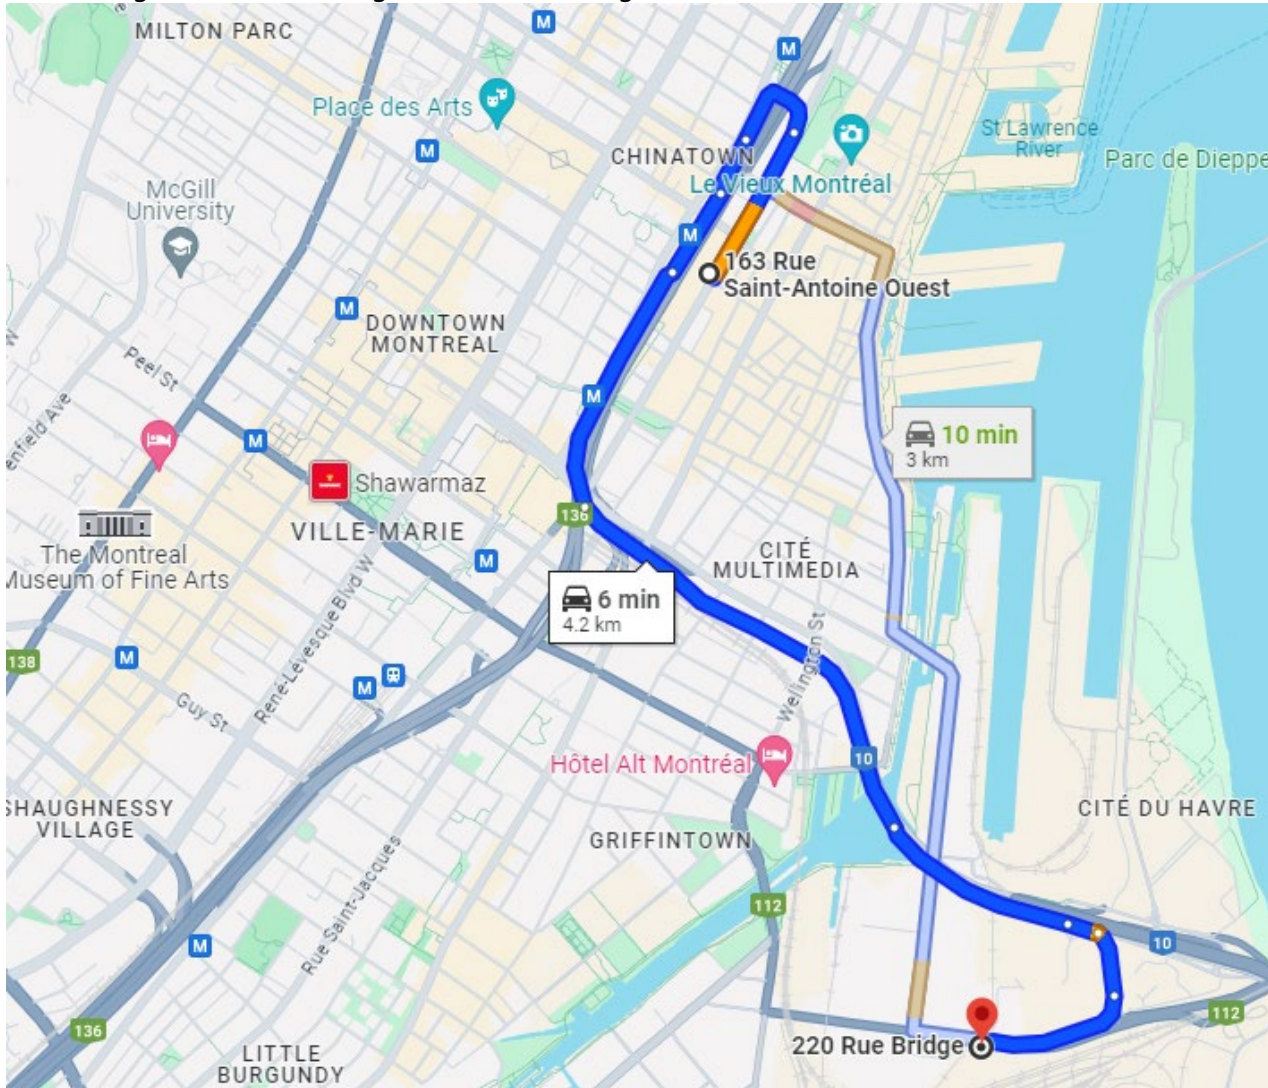 MILTON PARC
Place des Arts
CHINATOWN
Le Vieux Montréal
St Lawrence
River
Parc de Dieppe
McGill
University
163 Rue
Saint-Antoine Ouest
DOWNTOWN
MONTREAL
Peel St
enfield Ave
10 min
3 km
Shawarmaz
136
VILLE-MARIE
The Montreal
Museum of Fine Arts
CITÉ
MULTIMEDIA
6 min
4.2 km
138
René-Lévesque Blvd W
Guy St
Wellington St
Hôtel Alt Montréal
10
SHAUGHNESSY
VILLAGE
CITÉ DU HAVRE
GRIFFINTOWN
Rue Saint-Jacques
112
10
112
136
220 Rue Bridge
LITTLE
BURGUNDY
M
M
M
M
M
M
M
M
M
M
M